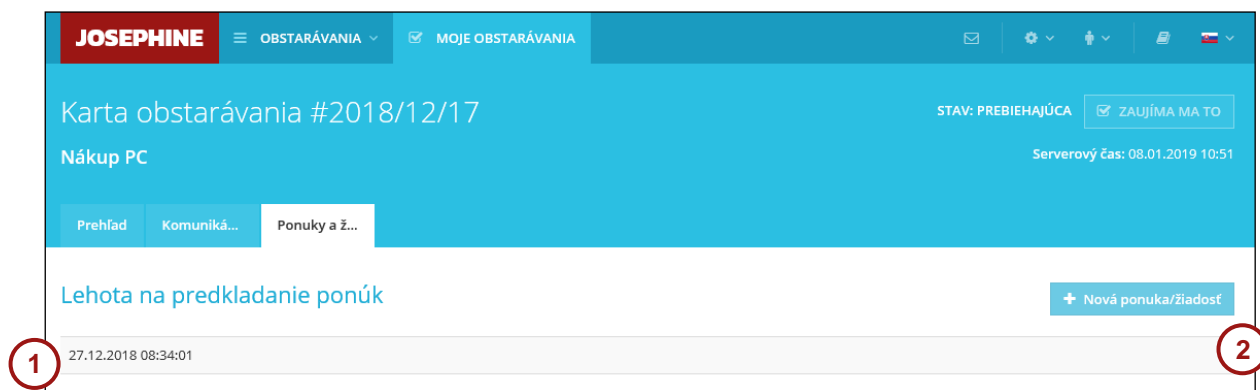 JOSEPHINE OBSTARÁVANIA MOJE OBSTARÁVANIA
Karta obstarávania #2018/12/17
STAV: PREBIEHAJÚCA ZAUJÍMA MA TO
Nákup PC
Serverový čas: 08.01.2019 10:51
Prehľad Komuniká... Ponuky a ž...
Lehota na predkladanie ponúk
+ Nová ponuka/žiadosť
1 27.12.2018 08:34:01 2